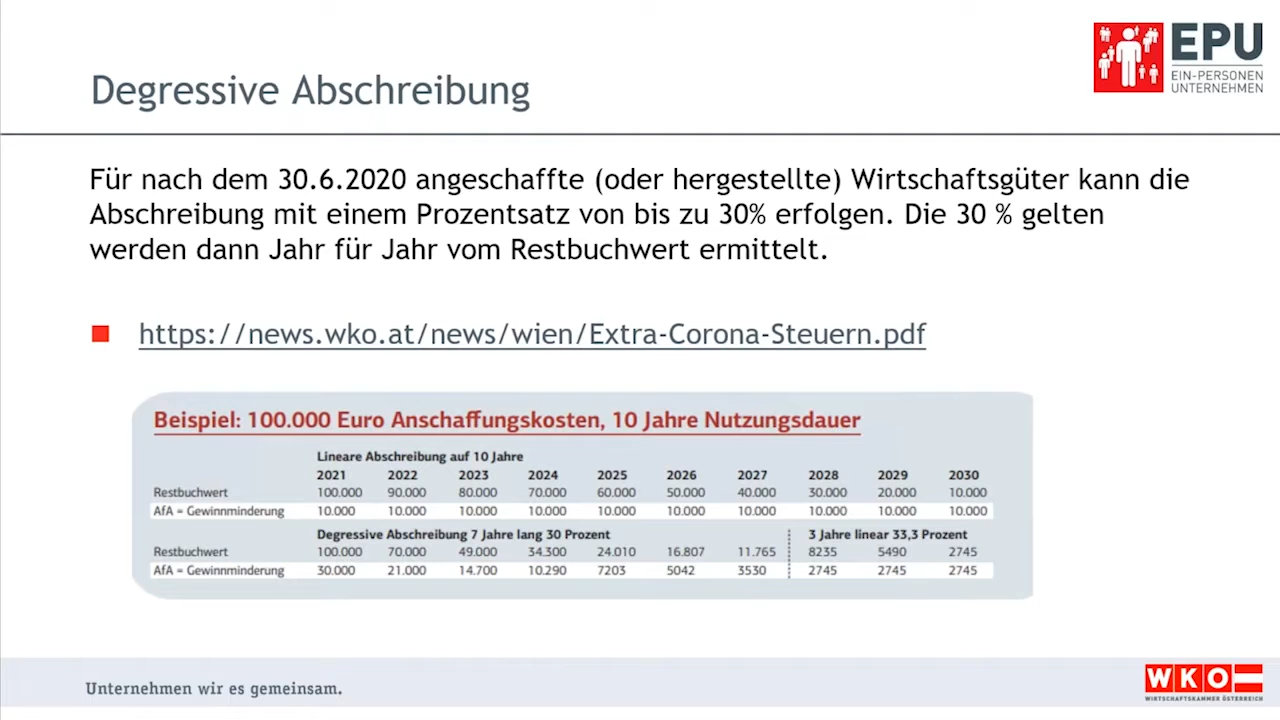 EPU
EIN-PERSONEN
UNTERNEHMEN
Degressive Abschreibung
Für nach dem 30.6.2020 angeschaffte (oder hergestellte) Wirtschaftsgüter kann die
Abschreibung mit einem Prozentsatz von bis zu 30% erfolgen. Die 30 % gelten
werden dann Jahr für Jahr vom Restbuchwert ermittelt.
https://news.wko.at/news/wien/Extra-Corona-Steuern.pdf
Beispiel: 100.000 Euro Anschaffungskosten, 10 Jahre Nutzungsdauer
Lineare Abschreibung auf 10 Jahre
2021 2022 2023 2024 2025 2026 2027 2028 2029 2030
Restbuchwert 100.000 90.000 80.000 70.000 60.000 50.000 40.000 30.000 20.000 10.000
AfA = Gewinnminderung 10.000 10.000 10.000 10.000 10.000 10.000 10.000 10.000 10.000 10.000
Degressive Abschreibung 7 Jahre lang 30 Prozent 3 Jahre linear 33,3 Prozent
Restbuchwert 100.000 70.000 49.000 34.300 24.010 16.807 11.765 8235 5490 2745
AfA = Gewinnminderung 30.000 21.000 14.700 10.290 7203 5042 3530 2745 2745 2745
Unternehmen wir es gemeinsam.
WKO
WIRTSCHAFTSKAMMER ÖSTERREICH